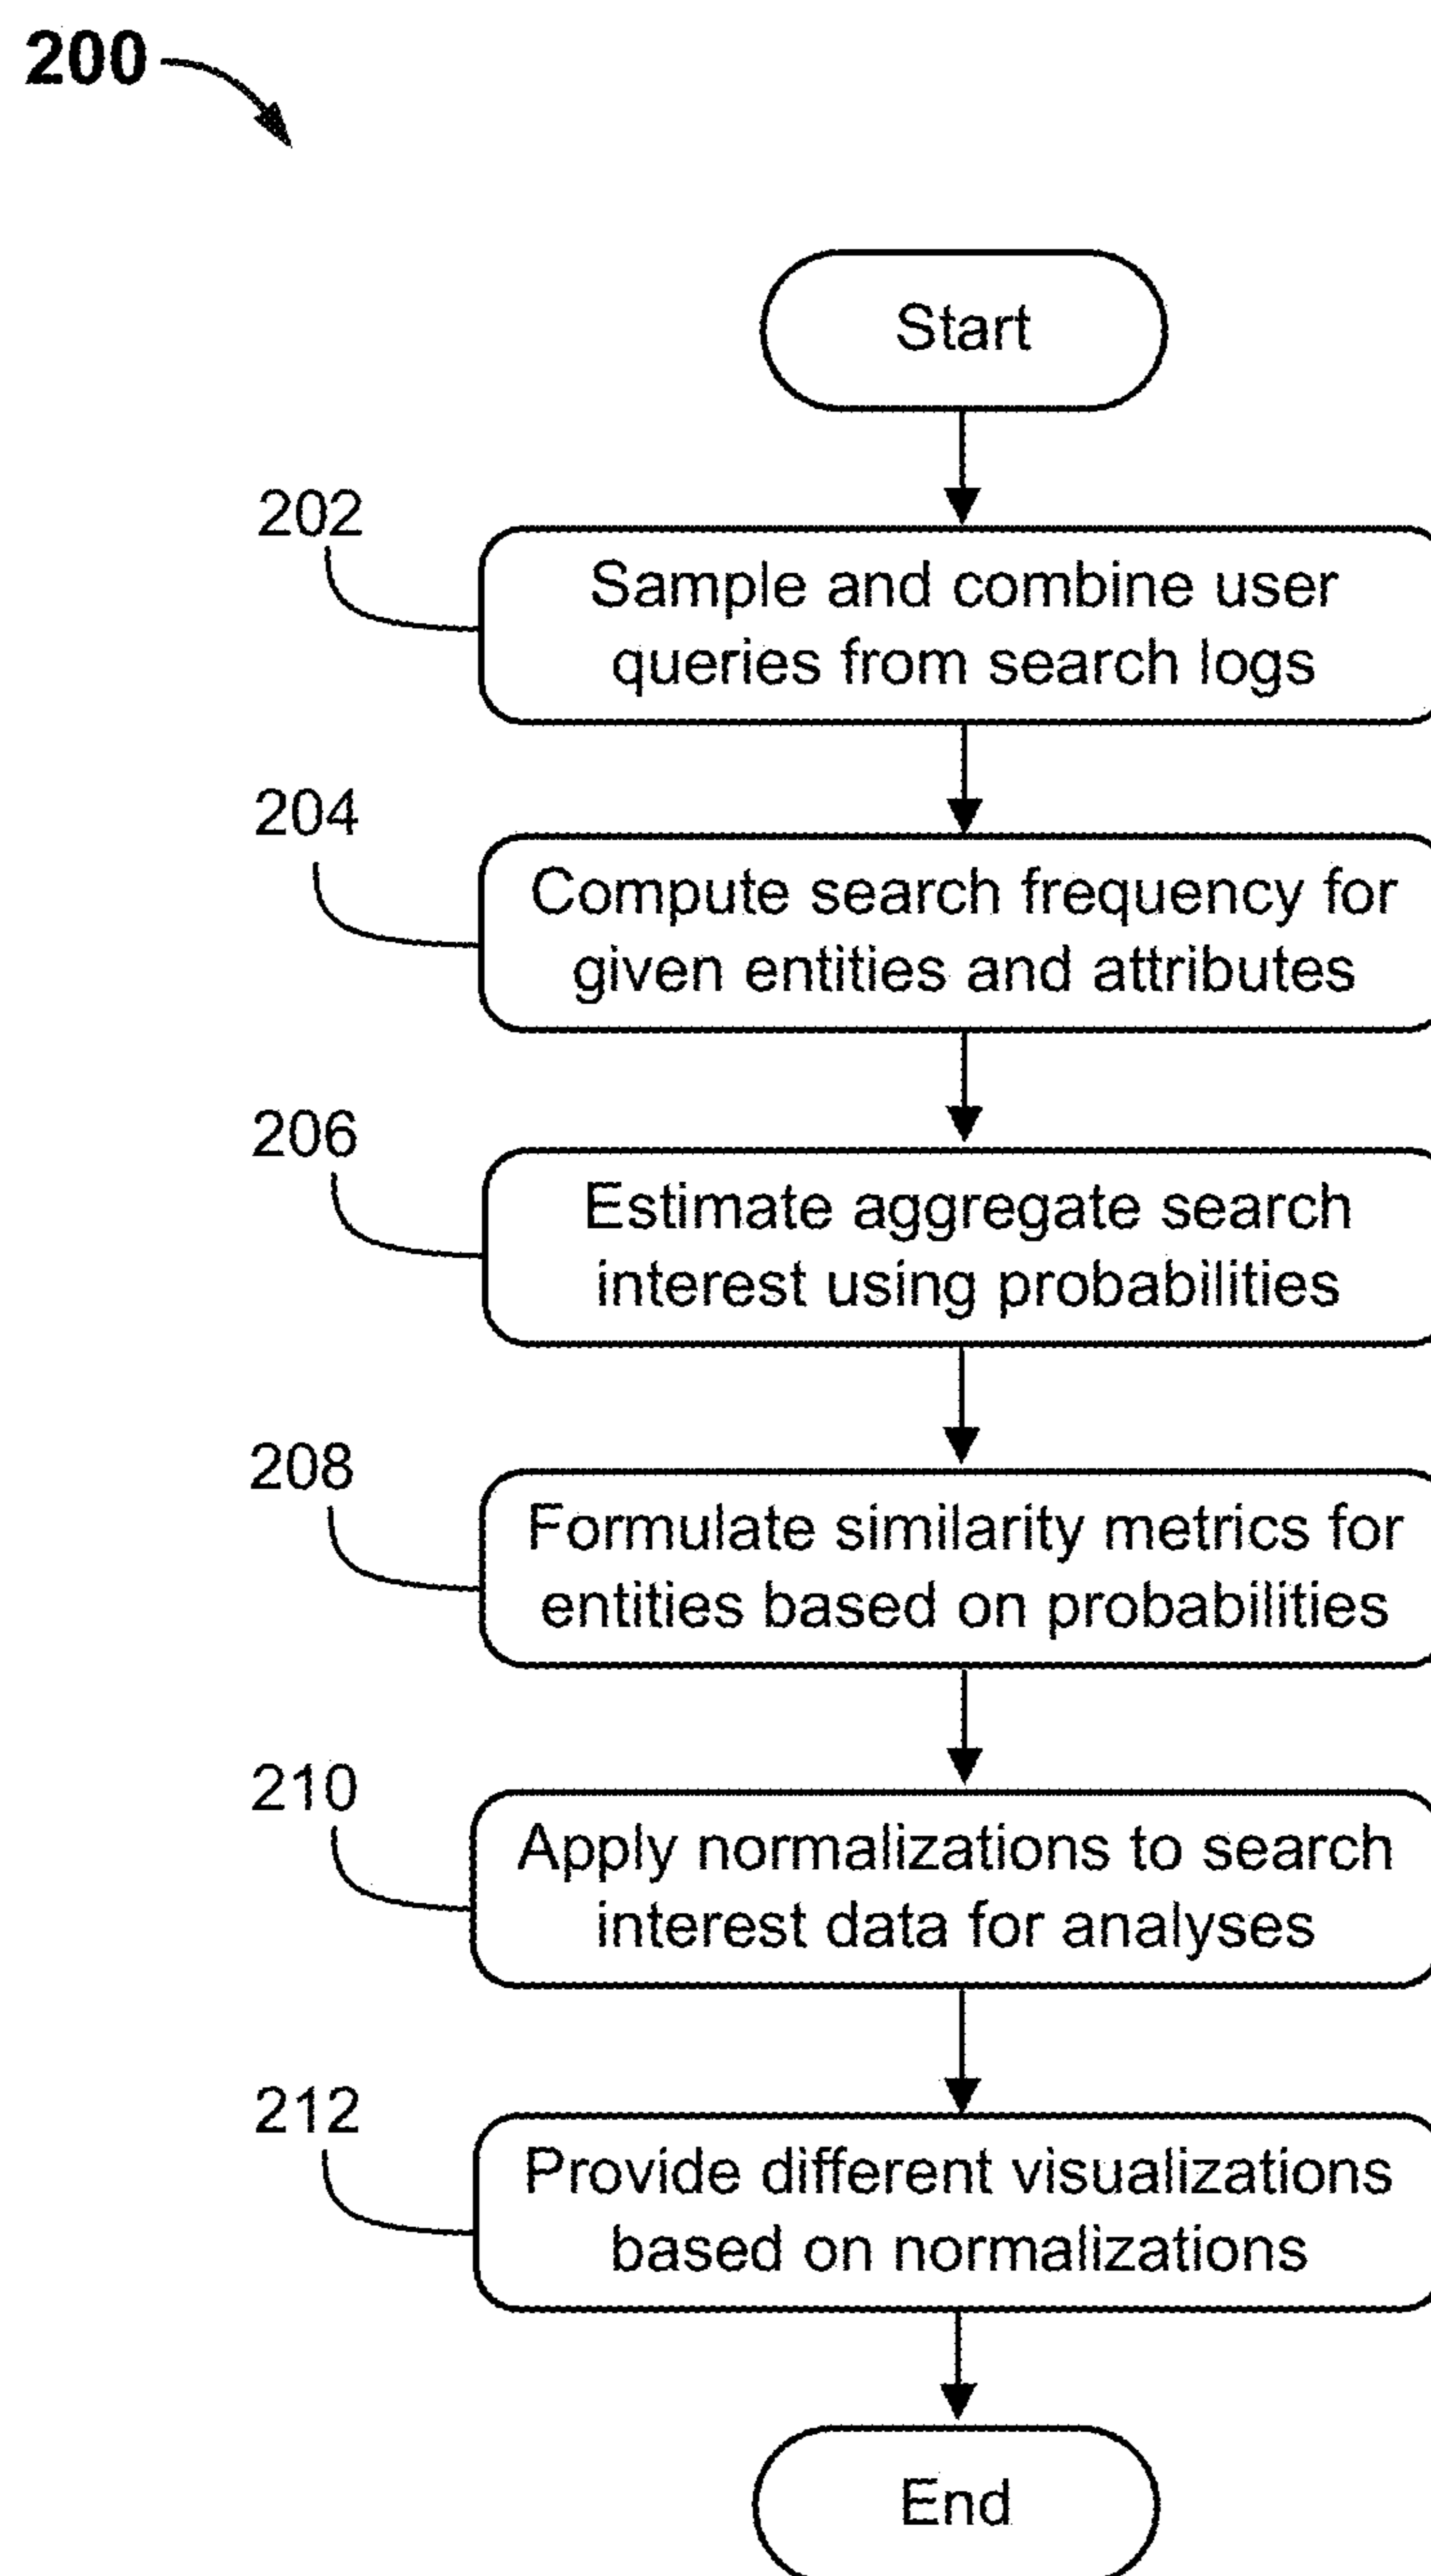 200
Start
202
Sample and combine user
queries from search logs
204
Compute search frequency for
given entities and attributes
206
Estimate aggregate search
interest using probabilities
208
Formulate similarity metrics for
entities based on probabilities
210
Apply normalizations to search
interest data for analyses
212
Provide different visualizations
based on normalizations
End